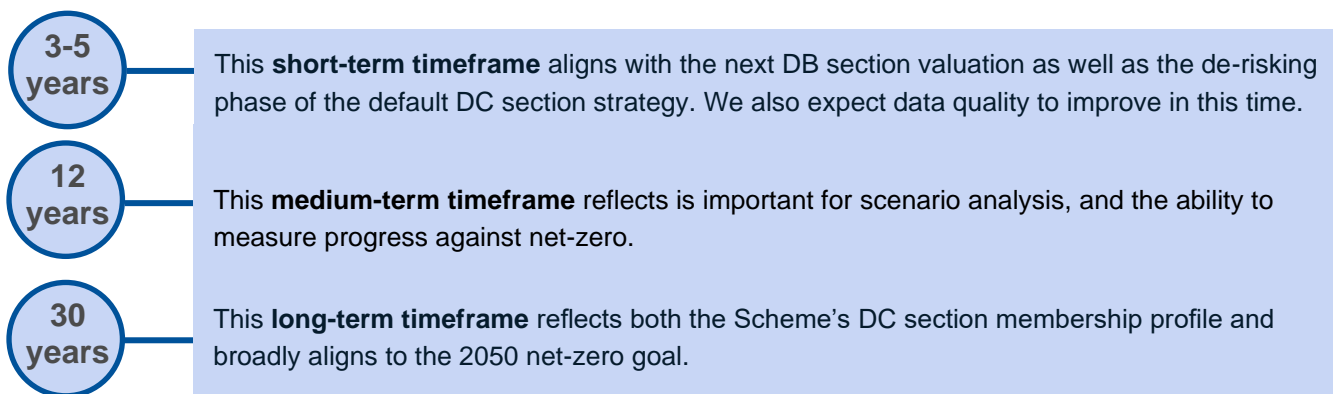 3-5
years
This short-term timeframe aligns with the next DB section valuation as well as the de-risking
phase of the default DC section strategy. We also expect data quality to improve in this time.
12
years
This medium-term timeframe reflects is important for scenario analysis, and the ability to
measure progress against net-zero.
30
years
This long-term timeframe reflects both the Scheme's DC section membership profile and
broadly aligns to the 2050 net-zero goal.